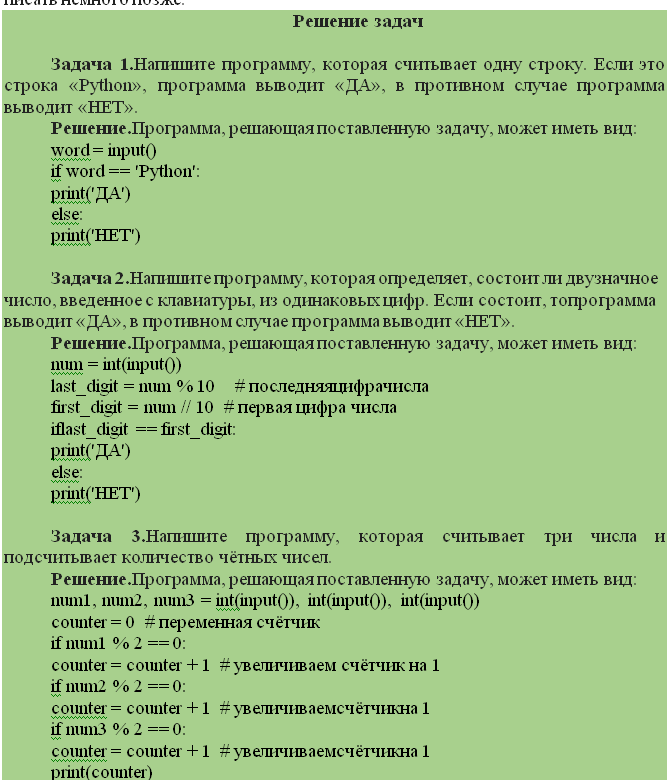 писать немного позже.
Решение задач
Задача 1.Напишите программу, которая считывает одну строку. Если это
строка «Python», программа выводит «ДА», в противном случае программа
выводит «НЕТ».
Решение.Программа, решающая поставленную задачу, может иметь вид:
word = input()
if word == 'Python':
print('ДА')
else:
print('НЕТ')
Задача 2.Напишите программу, которая определяет, состоит ли двузначное
число, введенное с клавиатуры, из одинаковых цифр. Если состоит, топрограмма
выводит «ДА», в противном случае программа выводит «НЕТ».
Решение.Программа, решающая поставленную задачу, может иметь вид:
num = int(input())
last_digit = num % 10 # последняяцифрачисла
first_digit = num // 10 # первая цифра числа
iflast_digit == first_digit:
print('ДА')
else:
print('НЕТ')
Задача 3.Напишите программу, которая считывает три числа и
подсчитывает количество чётных чисел.
Решение.Программа, решающая поставленную задачу, может иметь вид:
num1, num2, num3 = int(input()), int(input()), int(input())
counter = 0 # переменная счётчик
if num1 % 2 == 0:
counter = counter + 1 # увеличиваем счётчик на 1
if num2 % 2 == 0:
counter = counter + 1 # увеличиваемсчётчикна 1
if num3 % 2 == 0:
counter = counter + 1 # увеличиваемсчётчикна 1
print(counter)